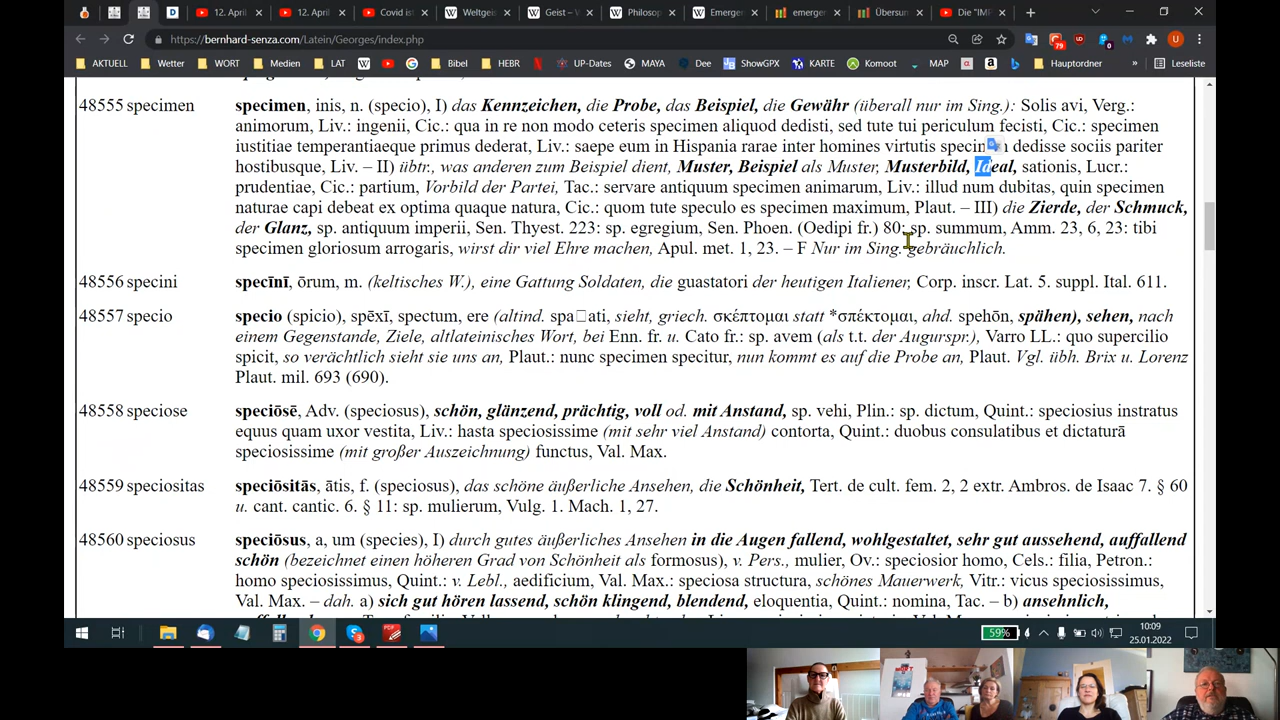 12. April
12. April
Covid ist
Weltgeis
Geist – V
Philosop
Emerger
emerger
Übersun
Die "IMP
https://bernhard-senza.com/Latein/Georges/index.php
AKTUELL Wetter WORT Medien LAT Bibel HEBR UP-Dates MAYA Dee ShowGPX KARTE Komoot MAP Hauptordner Leseliste
48555 specimen specimen, inis, n. (specio), I) das Kennzeichen, die Probe, das Beispiel, die Gewähr (überall nur im Sing.): Solis avi, Verg.:
animorum, Liv.: ingenii, Cic.: qua in re non modo ceteris specimen aliquod dedisti, sed tute tui periculum fecisti, Cic.: specimen
iustitiae temperantiaeque primus dederat, Liv.: saepe eum in Hispania rarae inter homines virtutis dedisse sociis pariter
hostibusque, Liv. – II) übtr., was anderen zum Beispiel dient, Muster, Beispiel als Muster, Musterbild, Ideal, sationis, Lucr.:
prudentiae, Cic.: partium, Vorbild der Partei, Tac.: servare antiquum specimen animarum, Liv.: illud num dubitas, quin specimen
naturae capi debeat ex optima quaque natura, Cic.: quom tute speculo es specimen maximum, Plaut. – III) die Zierde, der Schmuck,
der Glanz, sp. antiquum imperii, Sen. Thyest. 223: sp. egregium, Sen. Phoen. (Oedipi fr.) 80: sp. summum, Amm. 23, 6, 23: tibi
specimen gloriosum arrogaris, wirst dir viel Ehre machen, Apul. met. 1, 23. – F Nur im Sing. gebräuchlich.
48556 specini specīnī, ōrum, m. (keltisches W.), eine Gattung Soldaten, die guastatori der heutigen Italiener, Corp. inscr. Lat. 5. suppl. Ital. 611.
48557 specio specio (spicio), spēxī, spectum, ere (altind. spa□ati, sieht, griech. σκέπτομαι statt *σπέκτομαι, ahd. spehōn, spähen), sehen, nach
einem Gegenstande, Ziele, altlateinisches Wort, bei Enn. fr. u. Cato fr.: sp. avem (als t.t. der Augurspr.), Varro LL.: quo supercilio
spicit, so verächtlich sieht sie uns an, Plaut.: nunc specimen specitur, nun kommt es auf die Probe an, Plaut. Vgl. übh. Brix u. Lorenz
Plaut. mil. 693 (690).
48558 speciose speciōsē, Adv. (speciosus), schön, glänzend, prächtig, voll od. mit Anstand, sp. vehi, Plin.: sp. dictum, Quint.: speciosius instratus
equus quam uxor vestita, Liv.: hasta speciosissime (mit sehr viel Anstand) contorta, Quint.: duobus consulatibus et dictaturā
speciosissime (mit großer Auszeichnung) functus, Val. Max.
48559 speciositas speciōsitās, ātis, f. (speciosus), das schöne äußerliche Ansehen, die Schönheit, Tert. de cult. fem. 2, 2 extr. Ambros. de Isaac 7. § 60
u. cant. cantic. 6. § 11: sp. mulierum, Vulg. 1. Mach. 1, 27.
48560 speciosus speciōsus, a, um (species), I) durch gutes äußerliches Ansehen in die Augen fallend, wohlgestaltet, sehr gut aussehend, auffallend
schön (bezeichnet einen höheren Grad von Schönheit als formosus), v. Pers., mulier, Ov.: speciosior homo, Cels.: filia, Petron.:
homo speciosissimus, Quint.: v. Lebl., aedificium, Val. Max.: speciosa structura, schönes Mauerwerk, Vitr.: vicus speciosissimus,
Val. Max. – dah. a) sich gut hören lassend, schön klingend, blendend, eloquentia, Quint.: nomina, Tac. – b) ansehnlich,
59%
10:09
25.01.2022